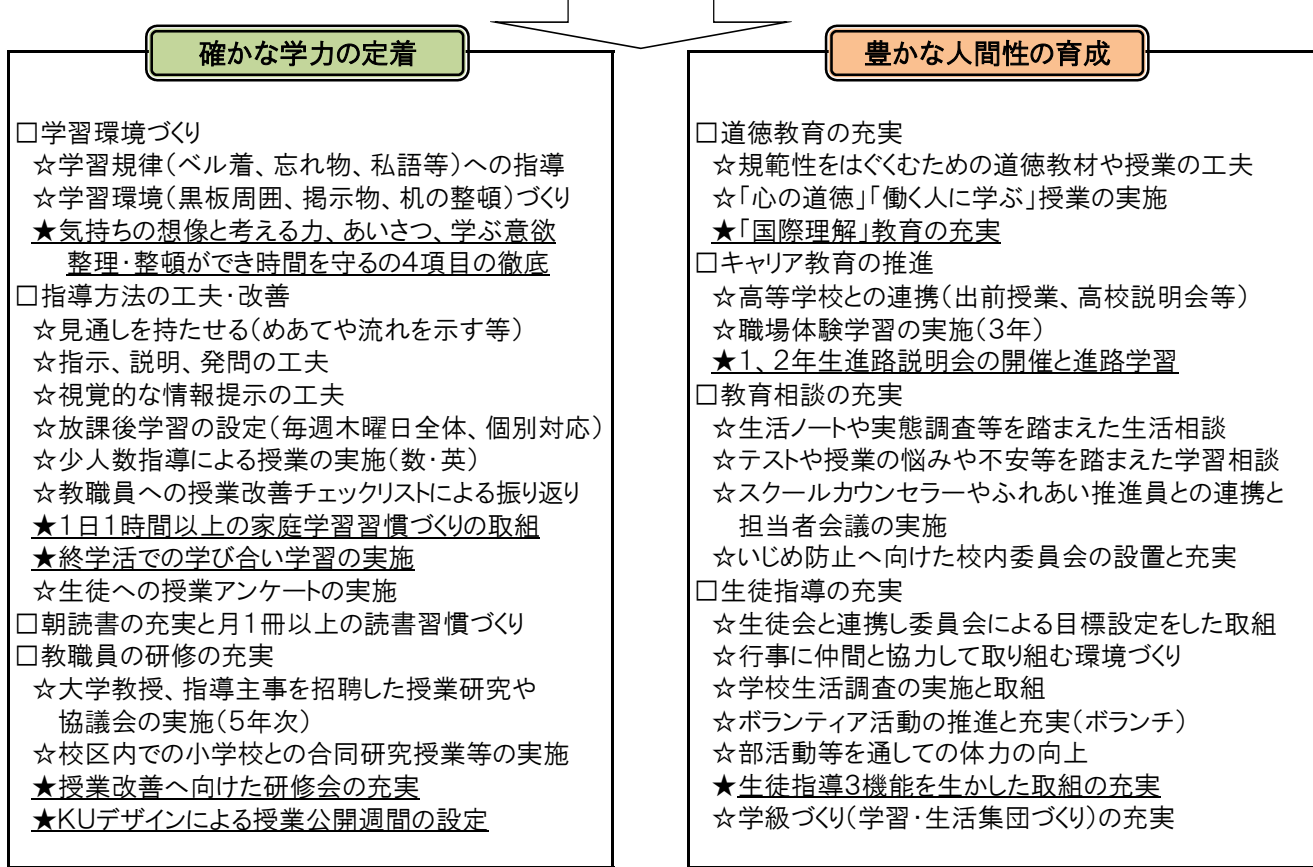 確かな学力の定着
□学習環境づくり
☆学習規律(ベル着、忘れ物、私語等)への指導
☆学習環境(黒板周囲、掲示物、机の整頓)づくり
★気持ちの想像と考える力、あいさつ、学ぶ意欲
整理・整頓ができ時間を守るの4項目の徹底
□指導方法の工夫・改善
☆見通しを持たせる(めあてや流れを示す等)
☆指示、説明、発問の工夫
☆視覚的な情報提示の工夫
☆放課後学習の設定(毎週木曜日全体、個別対応)
☆少人数指導による授業の実施(数・英)
☆教職員への授業改善チェックリストによる振り返り
★1日1時間以上の家庭学習習慣づくりの取組
★終学活での学び合い学習の実施
☆生徒への授業アンケートの実施
□朝読書の充実と月1冊以上の読書習慣づくり
□教職員の研修の充実
☆大学教授、指導主事を招聘した授業研究や
協議会の実施(5年次)
☆校区内での小学校との合同研究授業等の実施
★授業改善へ向けた研修会の充実
★KUデザインによる授業公開週間の設定
豊かな人間性の育成
□道徳教育の充実
☆規範性をはぐくむための道徳教材や授業の工夫
☆「心の道徳」「働く人に学ぶ」授業の実施
★「国際理解」教育の充実
□キャリア教育の推進
☆高等学校との連携(出前授業、高校説明会等)
☆職場体験学習の実施(3年)
★1、2年生進路説明会の開催と進路学習
□教育相談の充実
☆生活ノートや実態調査等を踏まえた生活相談
☆テストや授業の悩みや不安等を踏まえた学習相談
☆スクールカウンセラーやふれあい推進員との連携と
担当者会議の実施
☆いじめ防止へ向けた校内委員会の設置と充実
□生徒指導の充実
☆生徒会と連携し委員会による目標設定をした取組
☆行事に仲間と協力して取り組む環境づくり
☆学校生活調査の実施と取組
☆ボランティア活動の推進と充実(ボランチ)
☆部活動等を通しての体力の向上
★生徒指導3機能を生かした取組の充実
☆学級づくり(学習・生活集団づくり)の充実